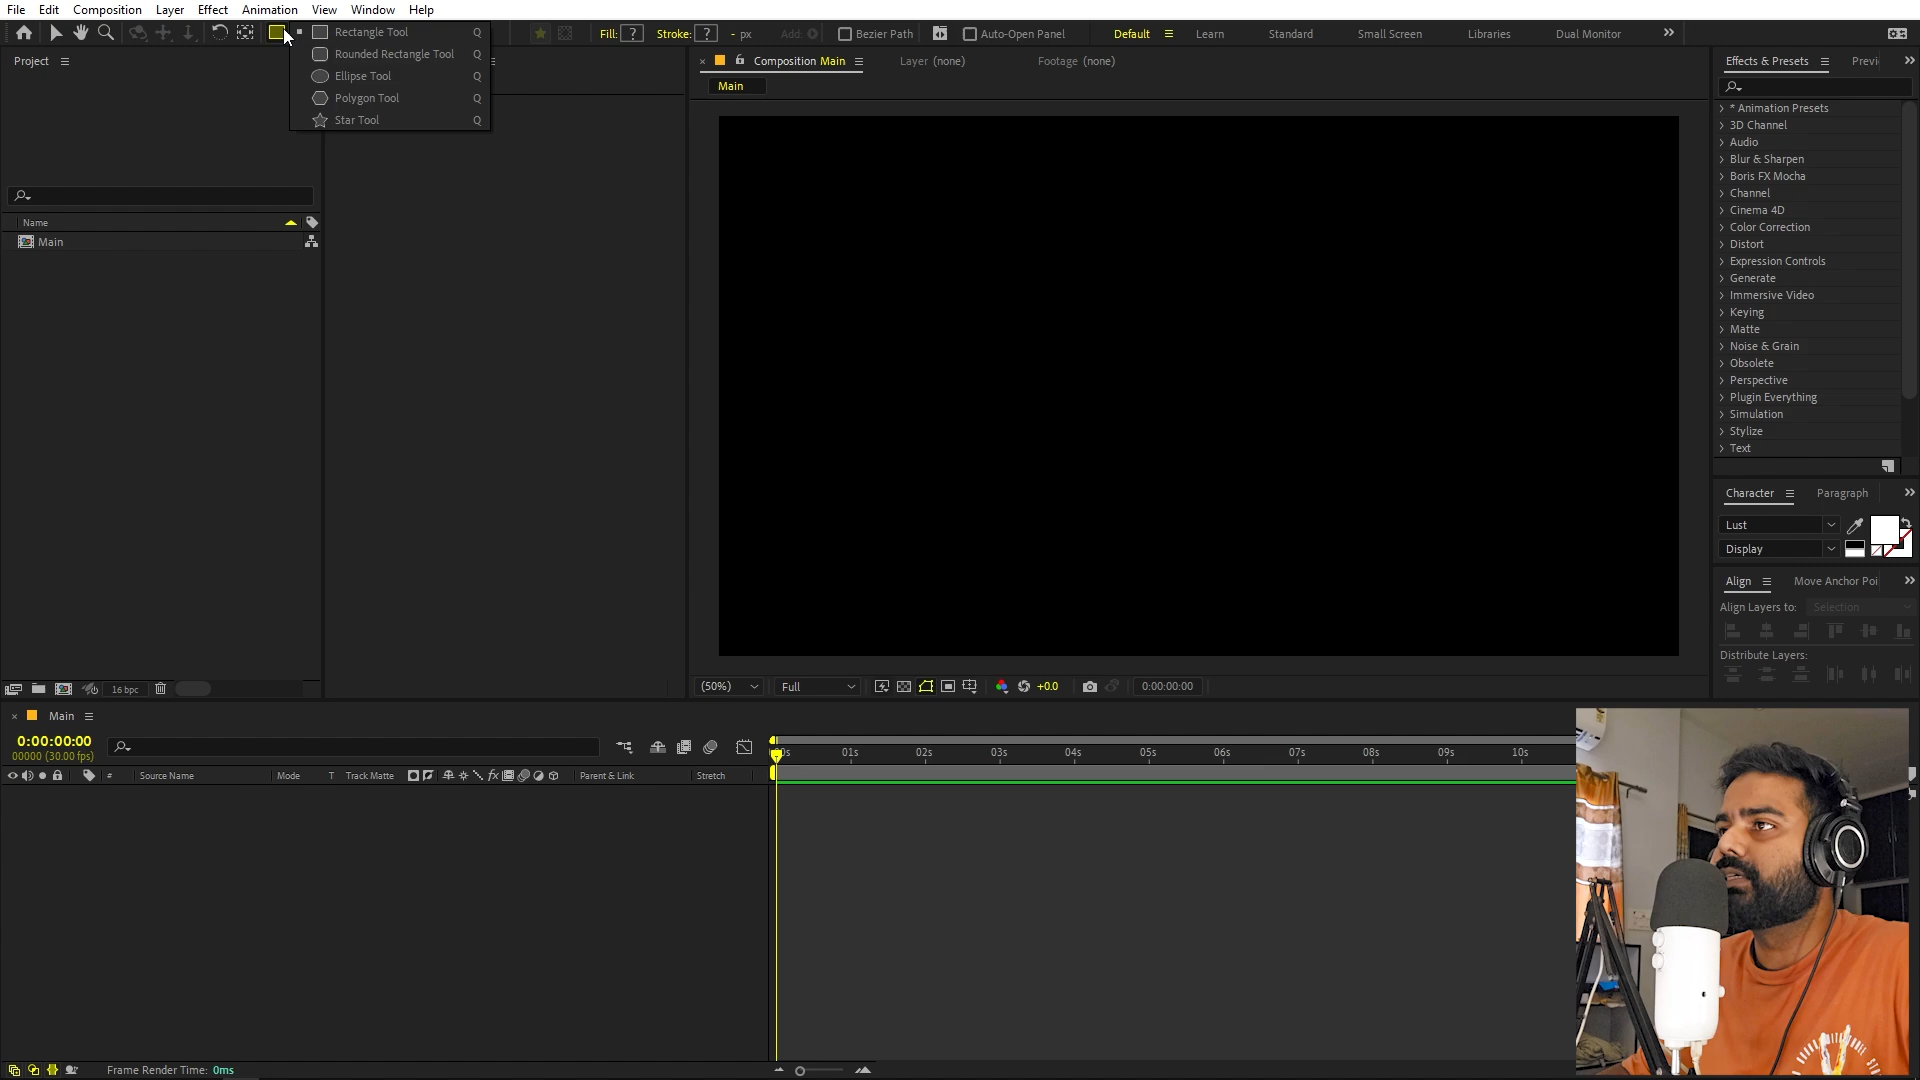 File Edit Composition Layer Effect Animation View Window Help
Rectangle Tool Q
Rounded Rectangle Tool Q
Ellipse Tool Q
Polygon Tool Q
Star Tool Q
Fill: ? Stroke: ? - px Add: Bezier Path Auto-Open Panel
Default Learn Standard Small Screen Libraries Dual Monitor
Project
Name
Main
16 bpc
Composition Main Layer (none) Footage (none)
Main
(50%) Full +0.0 0:00:00:00
Effects & Presets Previ
* Animation Presets
3D Channel
Audio
Blur & Sharpen
Boris FX Mocha
Channel
Cinema 4D
Color Correction
Distort
Expression Controls
Generate
Immersive Video
Keying
Matte
Noise & Grain
Obsolete
Perspective
Plugin Everything
Simulation
Stylize
Text
Character Paragraph
Lust
Display
Align Move Anchor Poi
Align Layers to: Selection
Distribute Layers:
Main
0:00:00:00
00000 (30.00 fps)
# Source Name Mode T Track Matte Parent & Link Stretch
01s 02s 03s 04s 05s 06s 07s 08s 09s 10s
Frame Render Time: 0ms